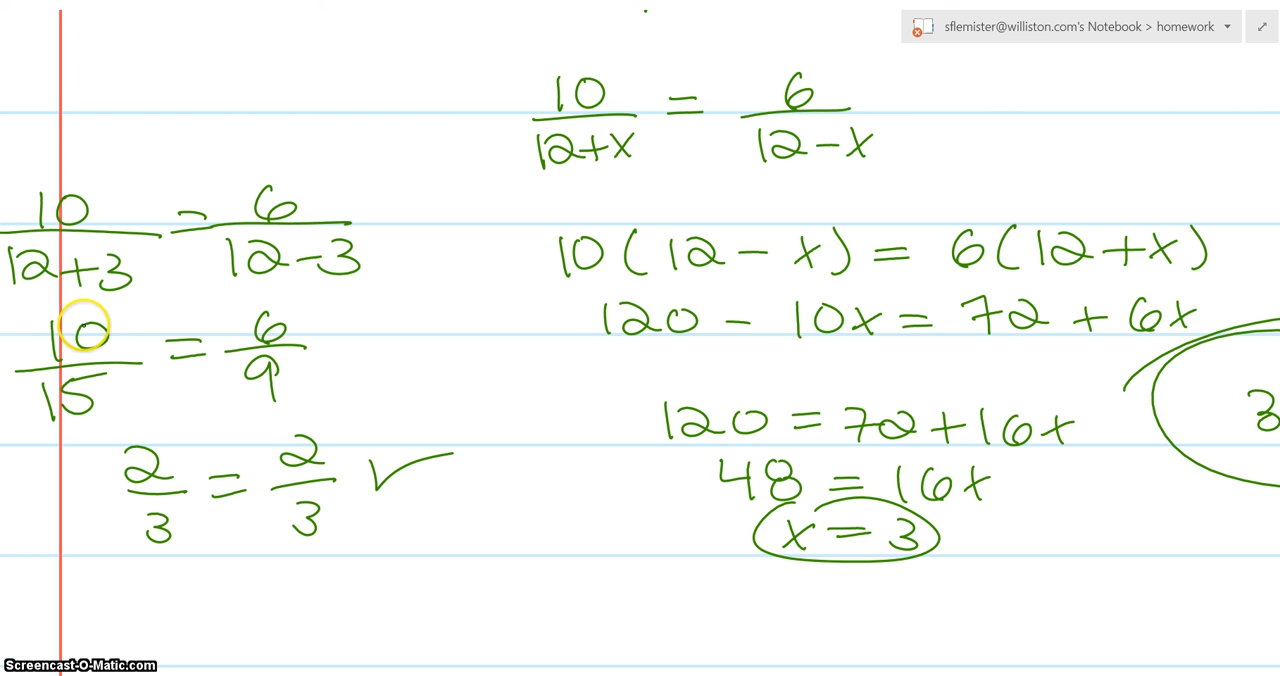 sflemister@williston.com's Notebook > homework
10/(12+x) = 6/(12-x)
10(12-x) = 6(12+x)
120 - 10x = 72 + 6x
120 = 72 + 16x
48 = 16x
x = 3
10/(12+3) = 6/(12-3)
10/15 = 6/9
2/3 = 2/3 ✓
3
Screencast-O-Matic.com